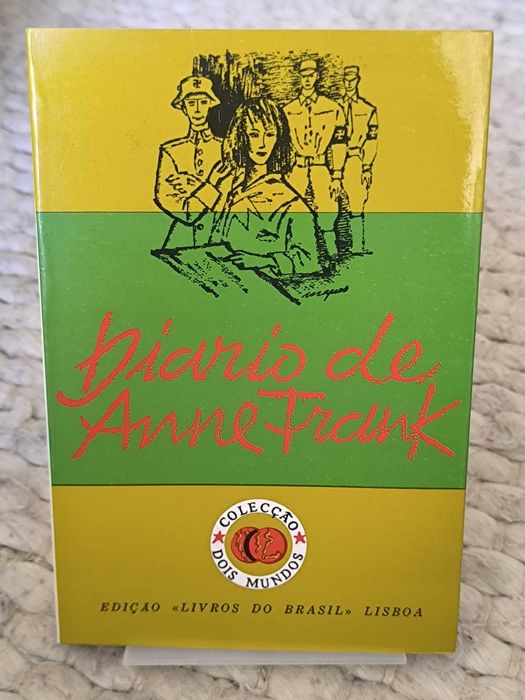 Diario de
Anne Frank
COLECÇÃO
DOIS MUNDOS
EDIÇÃO «LIVROS DO BRASIL» LISBOA